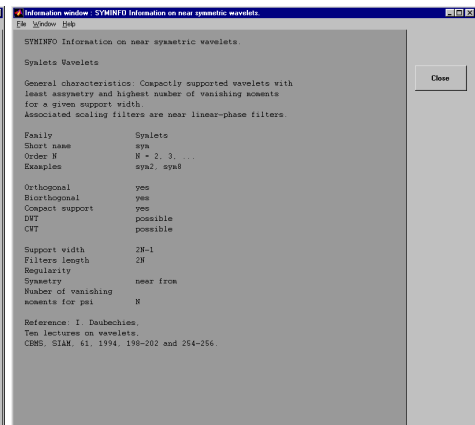 Information window : SYMINFO Information on near symmetric wavelets.
File Window Help
SYMINFO Information on near symmetric wavelets.
Symlets Wavelets
General characteristics: Compactly supported wavelets with
least assymetry and highest number of vanishing moments
for a given support width.
Associated scaling filters are near linear-phase filters.
Family Symlets
Short name sym
Order N N = 2, 3, ...
Examples sym2, sym8
Orthogonal yes
Biorthogonal yes
Compact support yes
DWT possible
CWT possible
Support width 2N-1
Filters length 2N
Regularity
Symmetry near from
Number of vanishing
moments for psi N
Reference: I. Daubechies,
Ten lectures on wavelets,
CBMS, SIAM, 61, 1994, 198-202 and 254-256.
Close